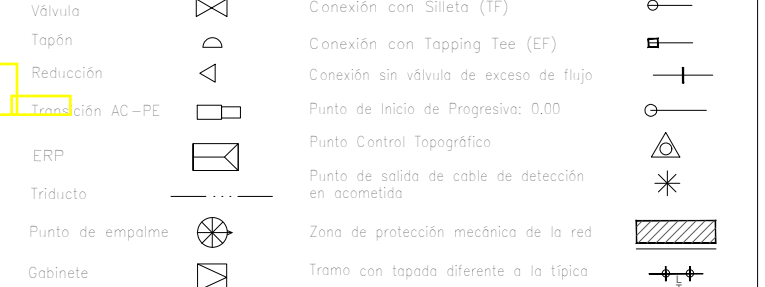 Válvula
Tapón
Reducción
Transición AC-PE
ERP
Triducto
Punto de empalme
Gabinete
Conexión con Silleta (TF)
Conexión con Tapping Tee (EF)
Conexión sin válvula de exceso de flujo
Punto de Inicio de Progresiva: 0.00
Punto Control Topográfico
Punto de salida de cable de detección
en acometida
Zona de protección mecánica de la red
Tramo con tapada diferente a la típica
L